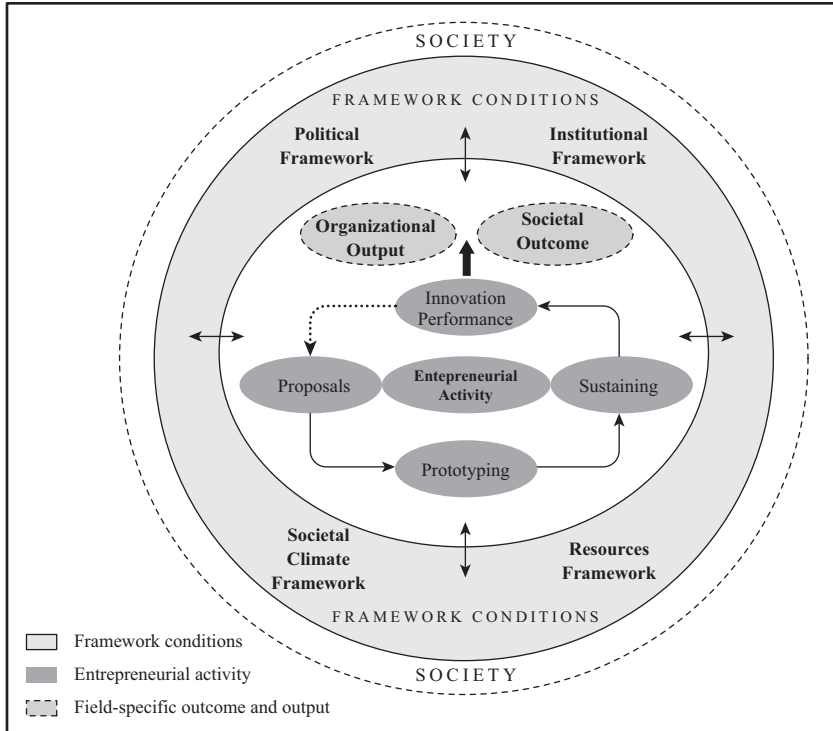 SOCIETY
FRAMEWORK CONDITIONS
Political
Framework
Institutional
Framework
Organizational
Output
Societal
Outcome
Innovation
Performance
Proposals
Entepreneurial
Activity
Sustaining
Prototyping
Societal
Climate
Framework
Resources
Framework
FRAMEWORK CONDITIONS
SOCIETY
Framework conditions
Entrepreneurial activity
Field-specific outcome and output